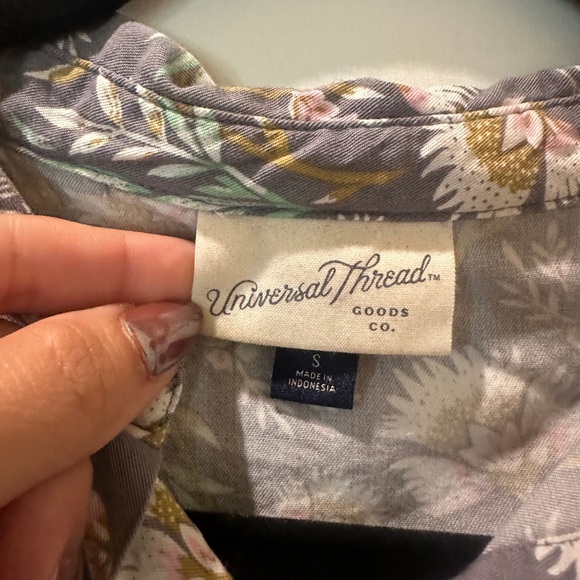 Universal Thread™
GOODS
CO.
S
MADE IN
INDONESIA